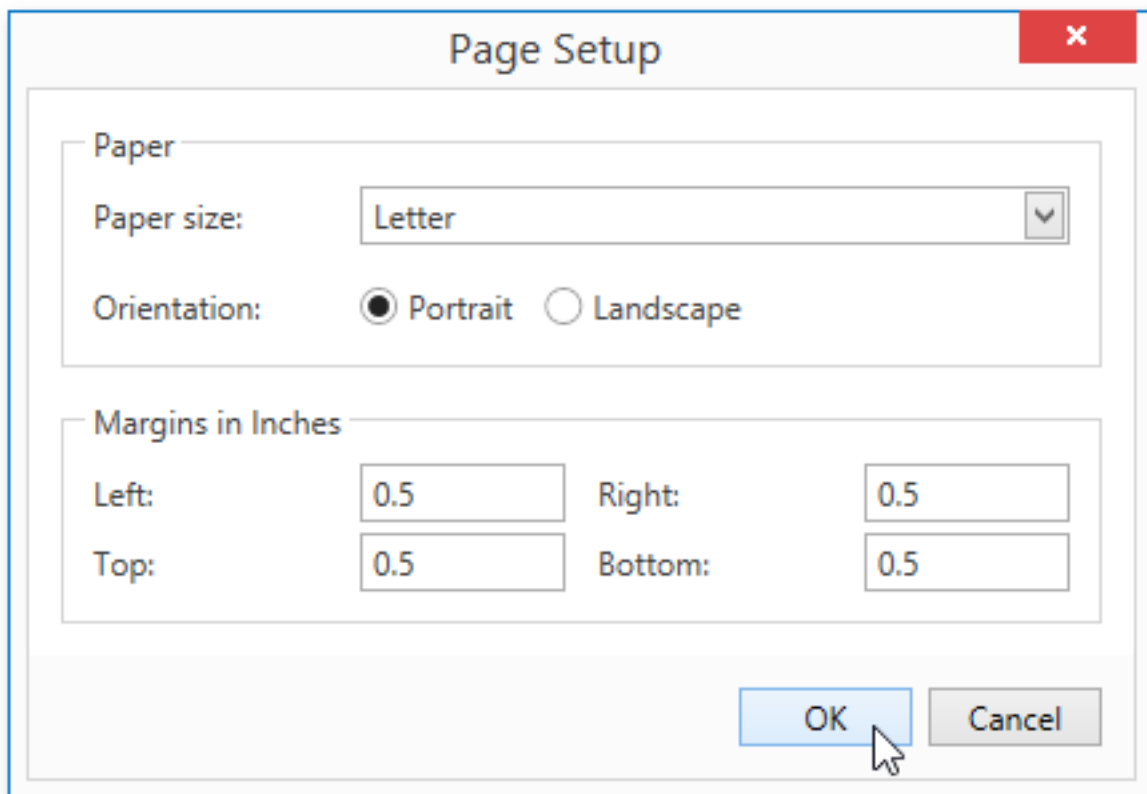 Page Setup
Paper
Paper size: Letter
Orientation: Portrait Landscape
Margins in Inches
Left: 0.5 Right: 0.5
Top: 0.5 Bottom: 0.5
OK Cancel